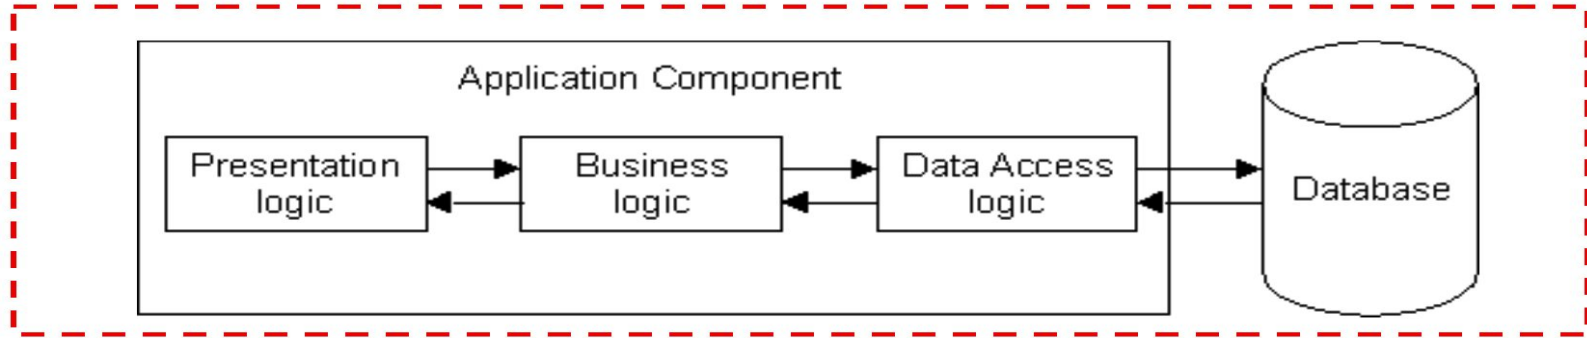 Application Component
Presentation
logic
Business
logic
Data Access
logic
Database